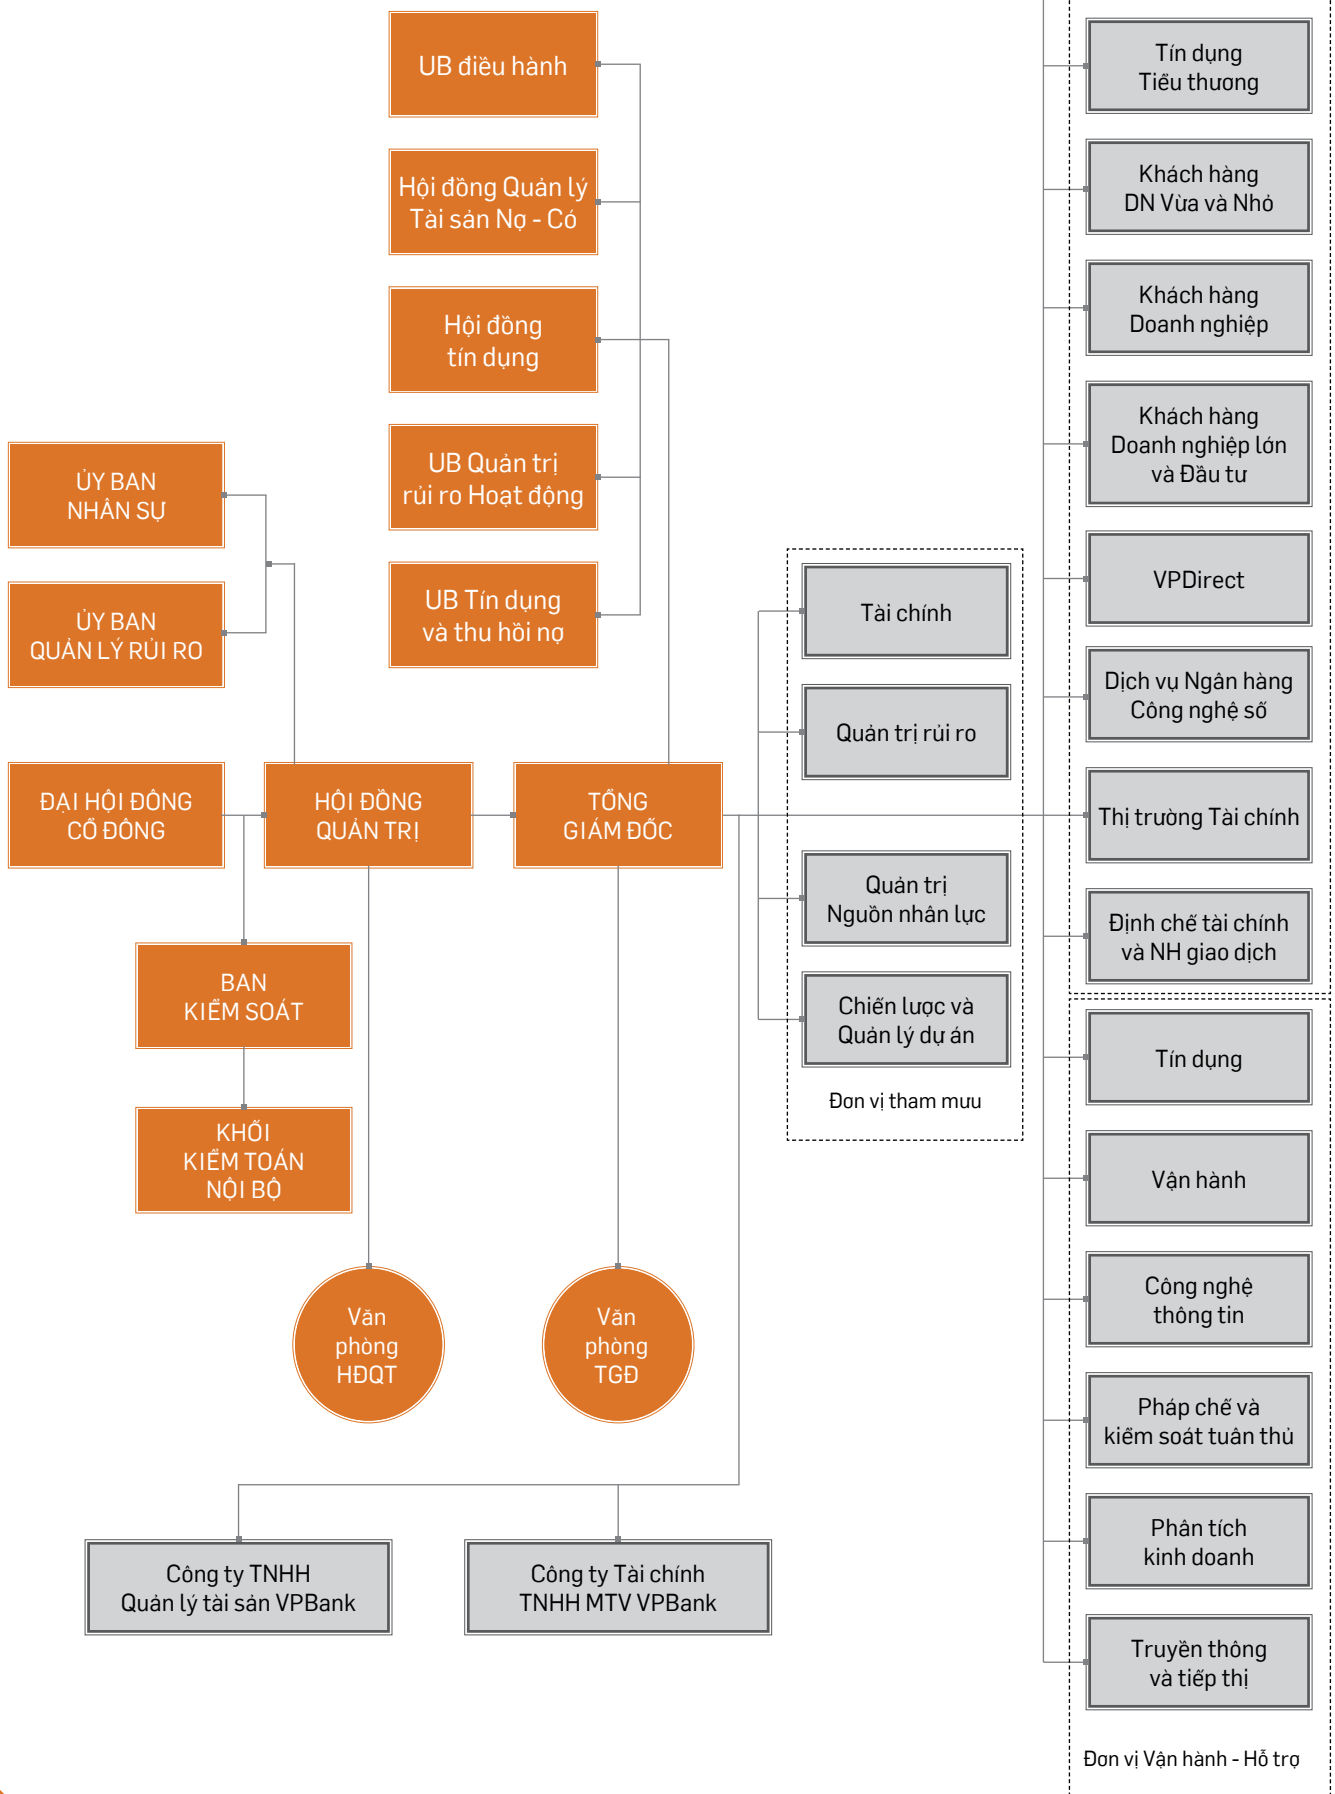 UB điều hành
Hội đồng Quản lý
Tài sản Nợ - Có
Hội đồng
tín dụng
UB Quản trị
rủi ro Hoạt động
UB Tín dụng
và thu hồi nợ
ỦY BAN
NHÂN SỰ
ỦY BAN
QUẢN LÝ RỦI RO
ĐẠI HỘI ĐỒNG
CỔ ĐÔNG
HỘI ĐỒNG
QUẢN TRỊ
TỔNG
GIÁM ĐỐC
BAN
KIỂM SOÁT
KHỐI
KIỂM TOÁN
NỘI BỘ
Văn
phòng
HĐQT
Văn
phòng
TGĐ
Công ty TNHH
Quản lý tài sản VPBank
Công ty Tài chính
TNHH MTV VPBank
Tài chính
Quản trị rủi ro
Quản trị
Nguồn nhân lực
Chiến lược và
Quản lý dự án
Đơn vị tham mưu
Tín dụng
Tiểu thương
Khách hàng
DN Vừa và Nhỏ
Khách hàng
Doanh nghiệp
Khách hàng
Doanh nghiệp lớn
và Đầu tư
VPDirect
Dịch vụ Ngân hàng
Công nghệ số
Thị trường Tài chính
Định chế tài chính
và NH giao dịch
Tín dụng
Vận hành
Công nghệ
thông tin
Pháp chế và
kiểm soát tuân thủ
Phân tích
kinh doanh
Truyền thông
và tiếp thị
Đơn vị Vận hành - Hỗ trợ